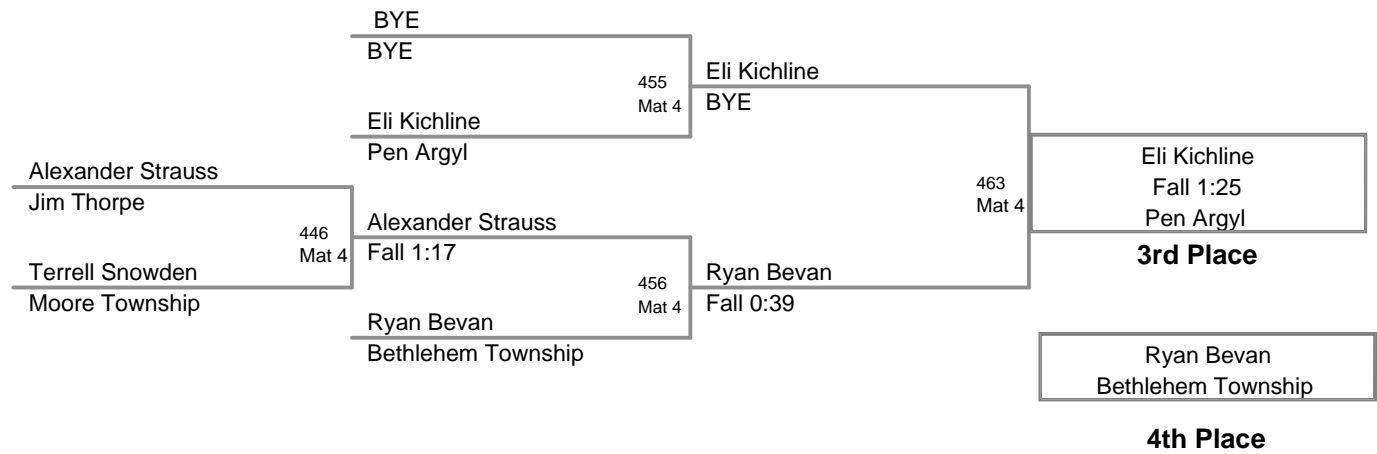 BYE
BYE
455
Mat 4
Eli Kichline
BYE
Eli Kichline
Pen Argyl
Alexander Strauss
Jim Thorpe
446
Mat 4
Terrell Snowden
Moore Township
Alexander Strauss
Fall 1:17
456
Mat 4
Ryan Bevan
Fall 0:39
Ryan Bevan
Bethlehem Township
463
Mat 4
Eli Kichline
Fall 1:25
Pen Argyl
3rd Place
Ryan Bevan
Bethlehem Township
4th Place